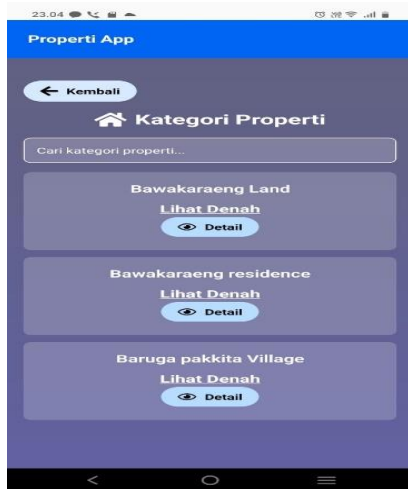 23.04
Properti App
Kembali
Kategori Properti
Cari kategori properti...
Bawakaraeng Land
Lihat Denah
Detail
Bawakaraeng residence
Lihat Denah
Detail
Baruga pakkita Village
Lihat Denah
Detail